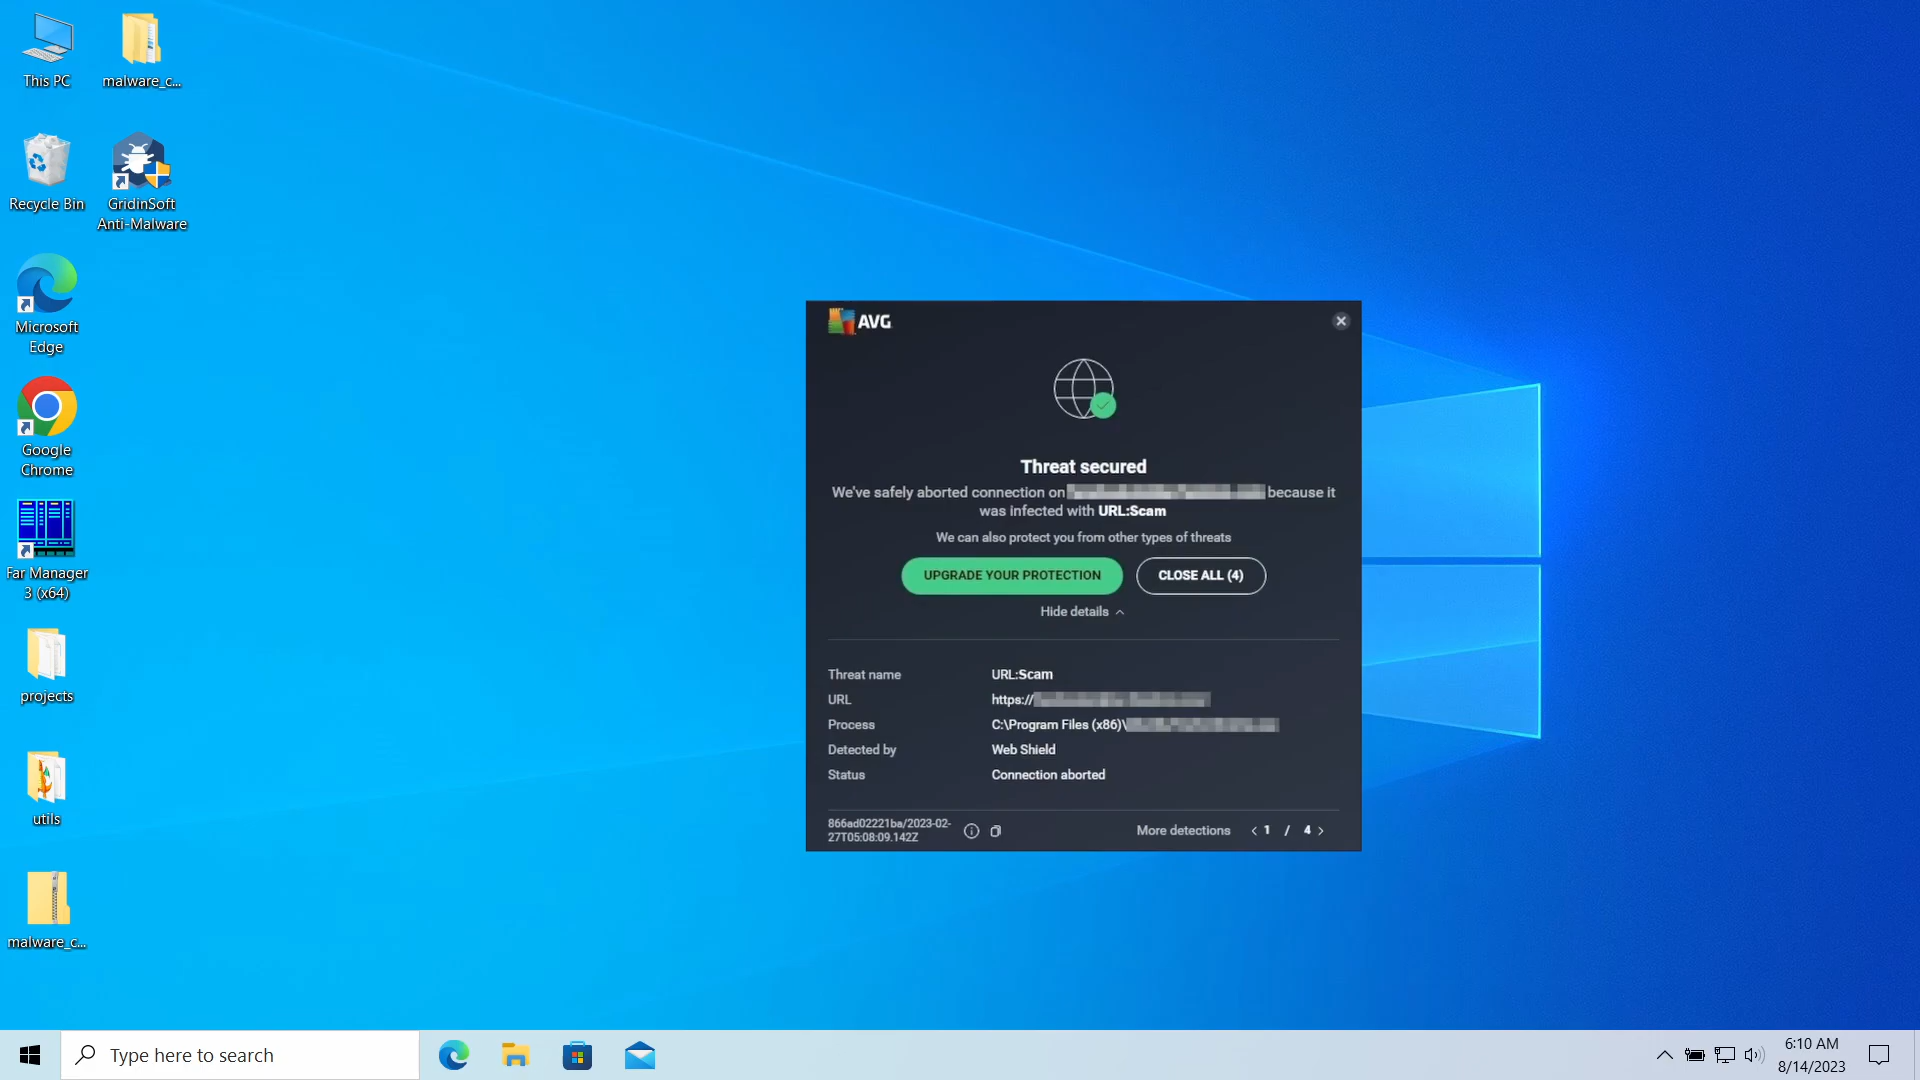 This PC
malware_c...
Recycle Bin
GridinSoft
Anti-Malware
Microsoft
Edge
Google
Chrome
Far Manager
3 (x64)
projects
utils
malware_c...
AVG
Threat secured
We've safely aborted connection on because it
was infected with URL:Scam
We can also protect you from other types of threats
UPGRADE YOUR PROTECTION
CLOSE ALL (4)
Hide details
Threat name URL:Scam
URL https://
Process C:\Program Files (x86)\
Detected by Web Shield
Status Connection aborted
866ad02221ba/2023-02-
27T05:08:09.142Z
More detections < 1 / 4 >
Type here to search
6:10 AM
8/14/2023